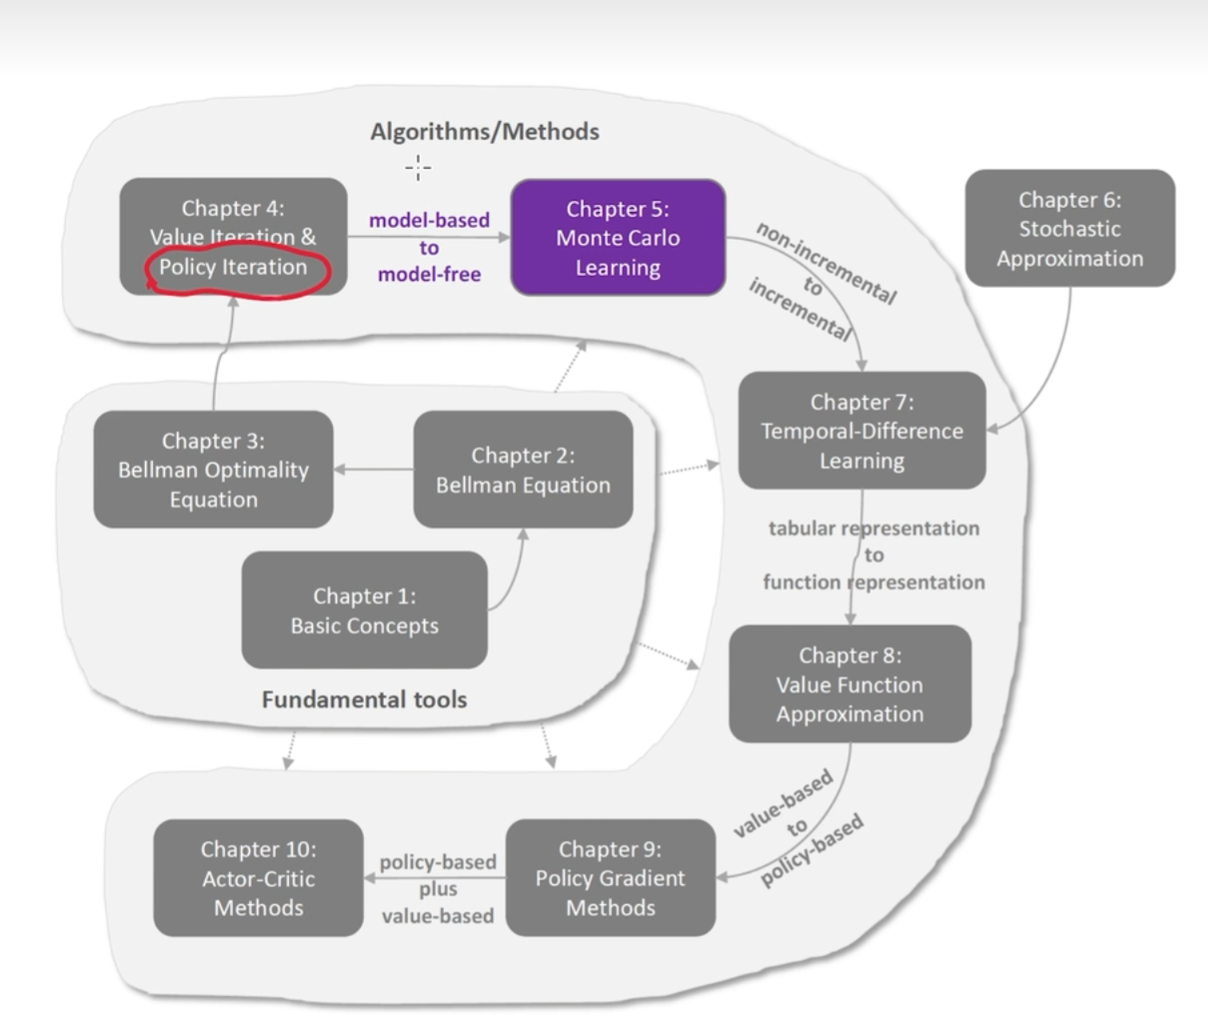 Algorithms/Methods
Chapter 4:
Value Iteration &
Policy Iteration
model-based
to
model-free
Chapter 5:
Monte Carlo
Learning
non-incremental
to
incremental
Chapter 6:
Stochastic
Approximation
Chapter 7:
Temporal-Difference
Learning
Chapter 3:
Bellman Optimality
Equation
Chapter 2:
Bellman Equation
Chapter 1:
Basic Concepts
Fundamental tools
tabular representation
to
function representation
Chapter 8:
Value Function
Approximation
value-based
to
policy-based
Chapter 9:
Policy Gradient
Methods
policy-based
plus
value-based
Chapter 10:
Actor-Critic
Methods